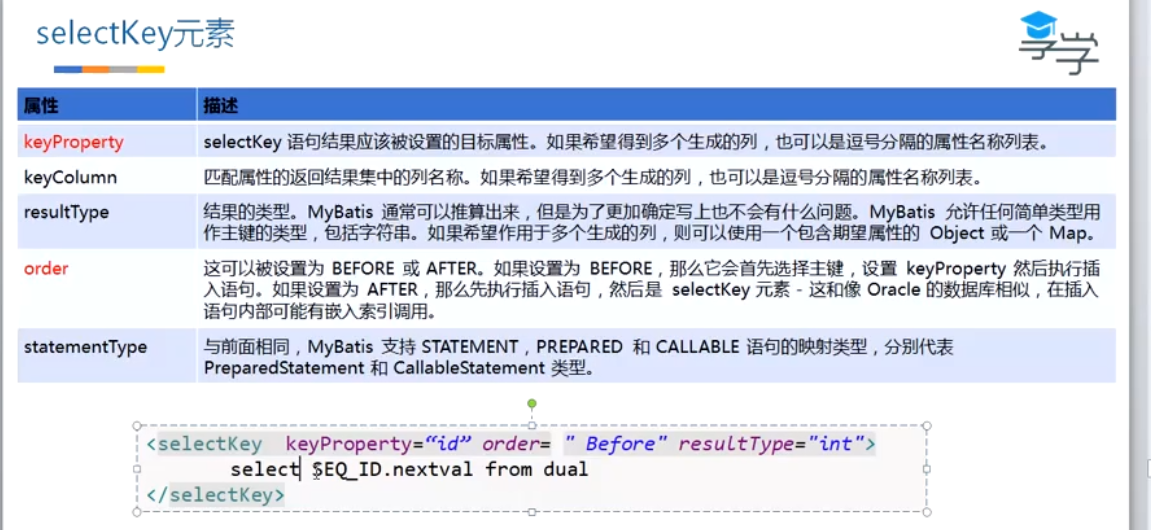 selectKey元素
享学
属性 描述
keyProperty selectKey 语句结果应该被设置的目标属性。如果希望得到多个生成的列，也可以是逗号分隔的属性名称列表。
keyColumn 匹配属性的返回结果集中的列名称。如果希望得到多个生成的列，也可以是逗号分隔的属性名称列表。
resultType 结果的类型。MyBatis 通常可以推算出来，但是为了更加确定写上也不会有什么问题。MyBatis 允许任何简单类型用
作主键的类型，包括字符串。如果希望作用于多个生成的列，则可以使用一个包含期望属性的 Object 或一个 Map。
order 这可以被设置为 BEFORE 或 AFTER。如果设置为 BEFORE，那么它会首先选择主键，设置 keyProperty 然后执行插
入语句。如果设置为 AFTER，那么先执行插入语句，然后是 selectKey 元素 - 这和像 Oracle 的数据库相似，在插入
语句内部可能有嵌入索引调用。
statementType 与前面相同，MyBatis 支持 STATEMENT，PREPARED 和 CALLABLE 语句的映射类型，分别代表
PreparedStatement 和 CallableStatement 类型。
<selectKey keyProperty=“id” order= " Before" resultType="int">
select SEQ_ID.nextval from dual
</selectKey>